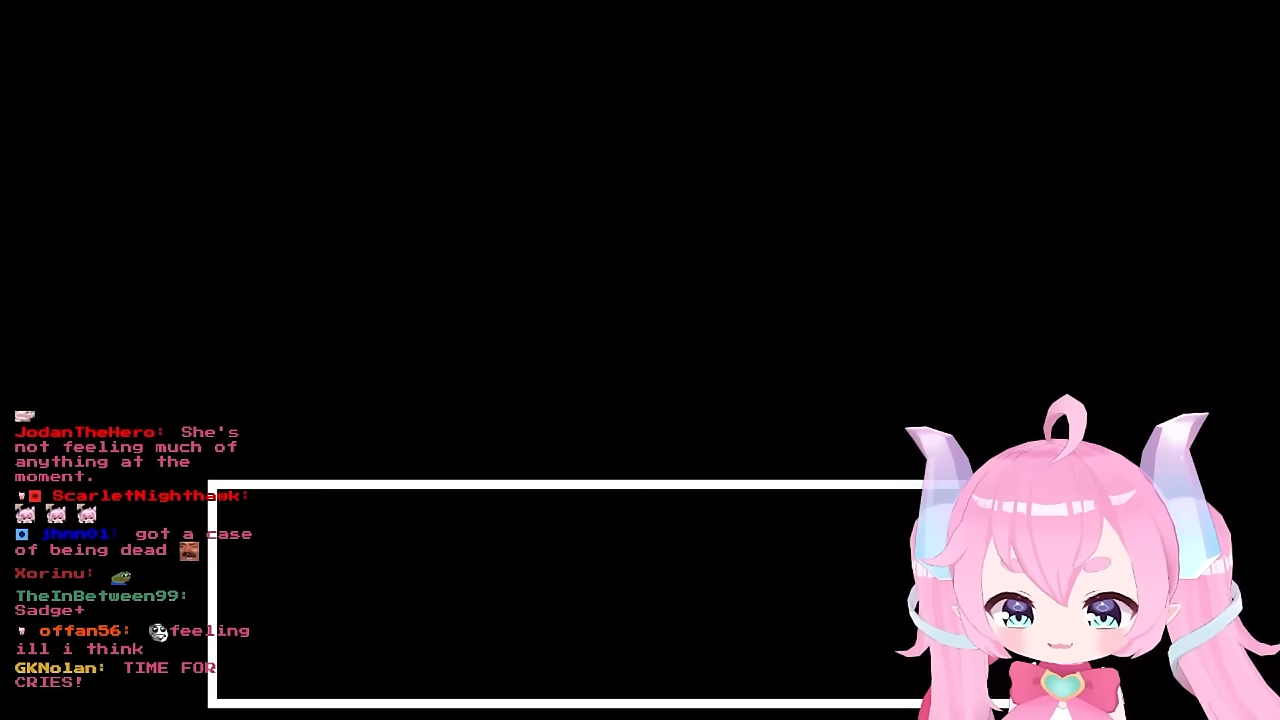 JodanTheHero: She's
not feeling much of
anything at the
moment.
ScarletNighthawk:
jhnn01: got a case
of being dead
Xorinu:
TheInBetween99:
Sadge+
offan56: feeling
ill i think
GKNolan: TIME FOR
CRIES!